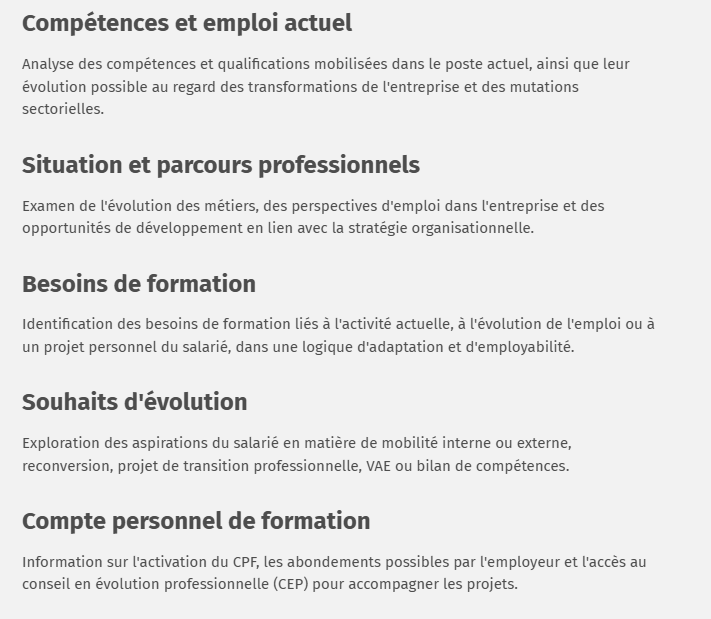 Compétences et emploi actuel
Analyse des compétences et qualifications mobilisées dans le poste actuel, ainsi que leur
évolution possible au regard des transformations de l'entreprise et des mutations
sectorielles.
Situation et parcours professionnels
Examen de l'évolution des métiers, des perspectives d'emploi dans l'entreprise et des
opportunités de développement en lien avec la stratégie organisationnelle.
Besoins de formation
Identification des besoins de formation liés à l'activité actuelle, à l'évolution de l'emploi ou à
un projet personnel du salarié, dans une logique d'adaptation et d'employabilité.
Souhaits d'évolution
Exploration des aspirations du salarié en matière de mobilité interne ou externe,
reconversion, projet de transition professionnelle, VAE ou bilan de compétences.
Compte personnel de formation
Information sur l'activation du CPF, les abondements possibles par l'employeur et l'accès au
conseil en évolution professionnelle (CEP) pour accompagner les projets.